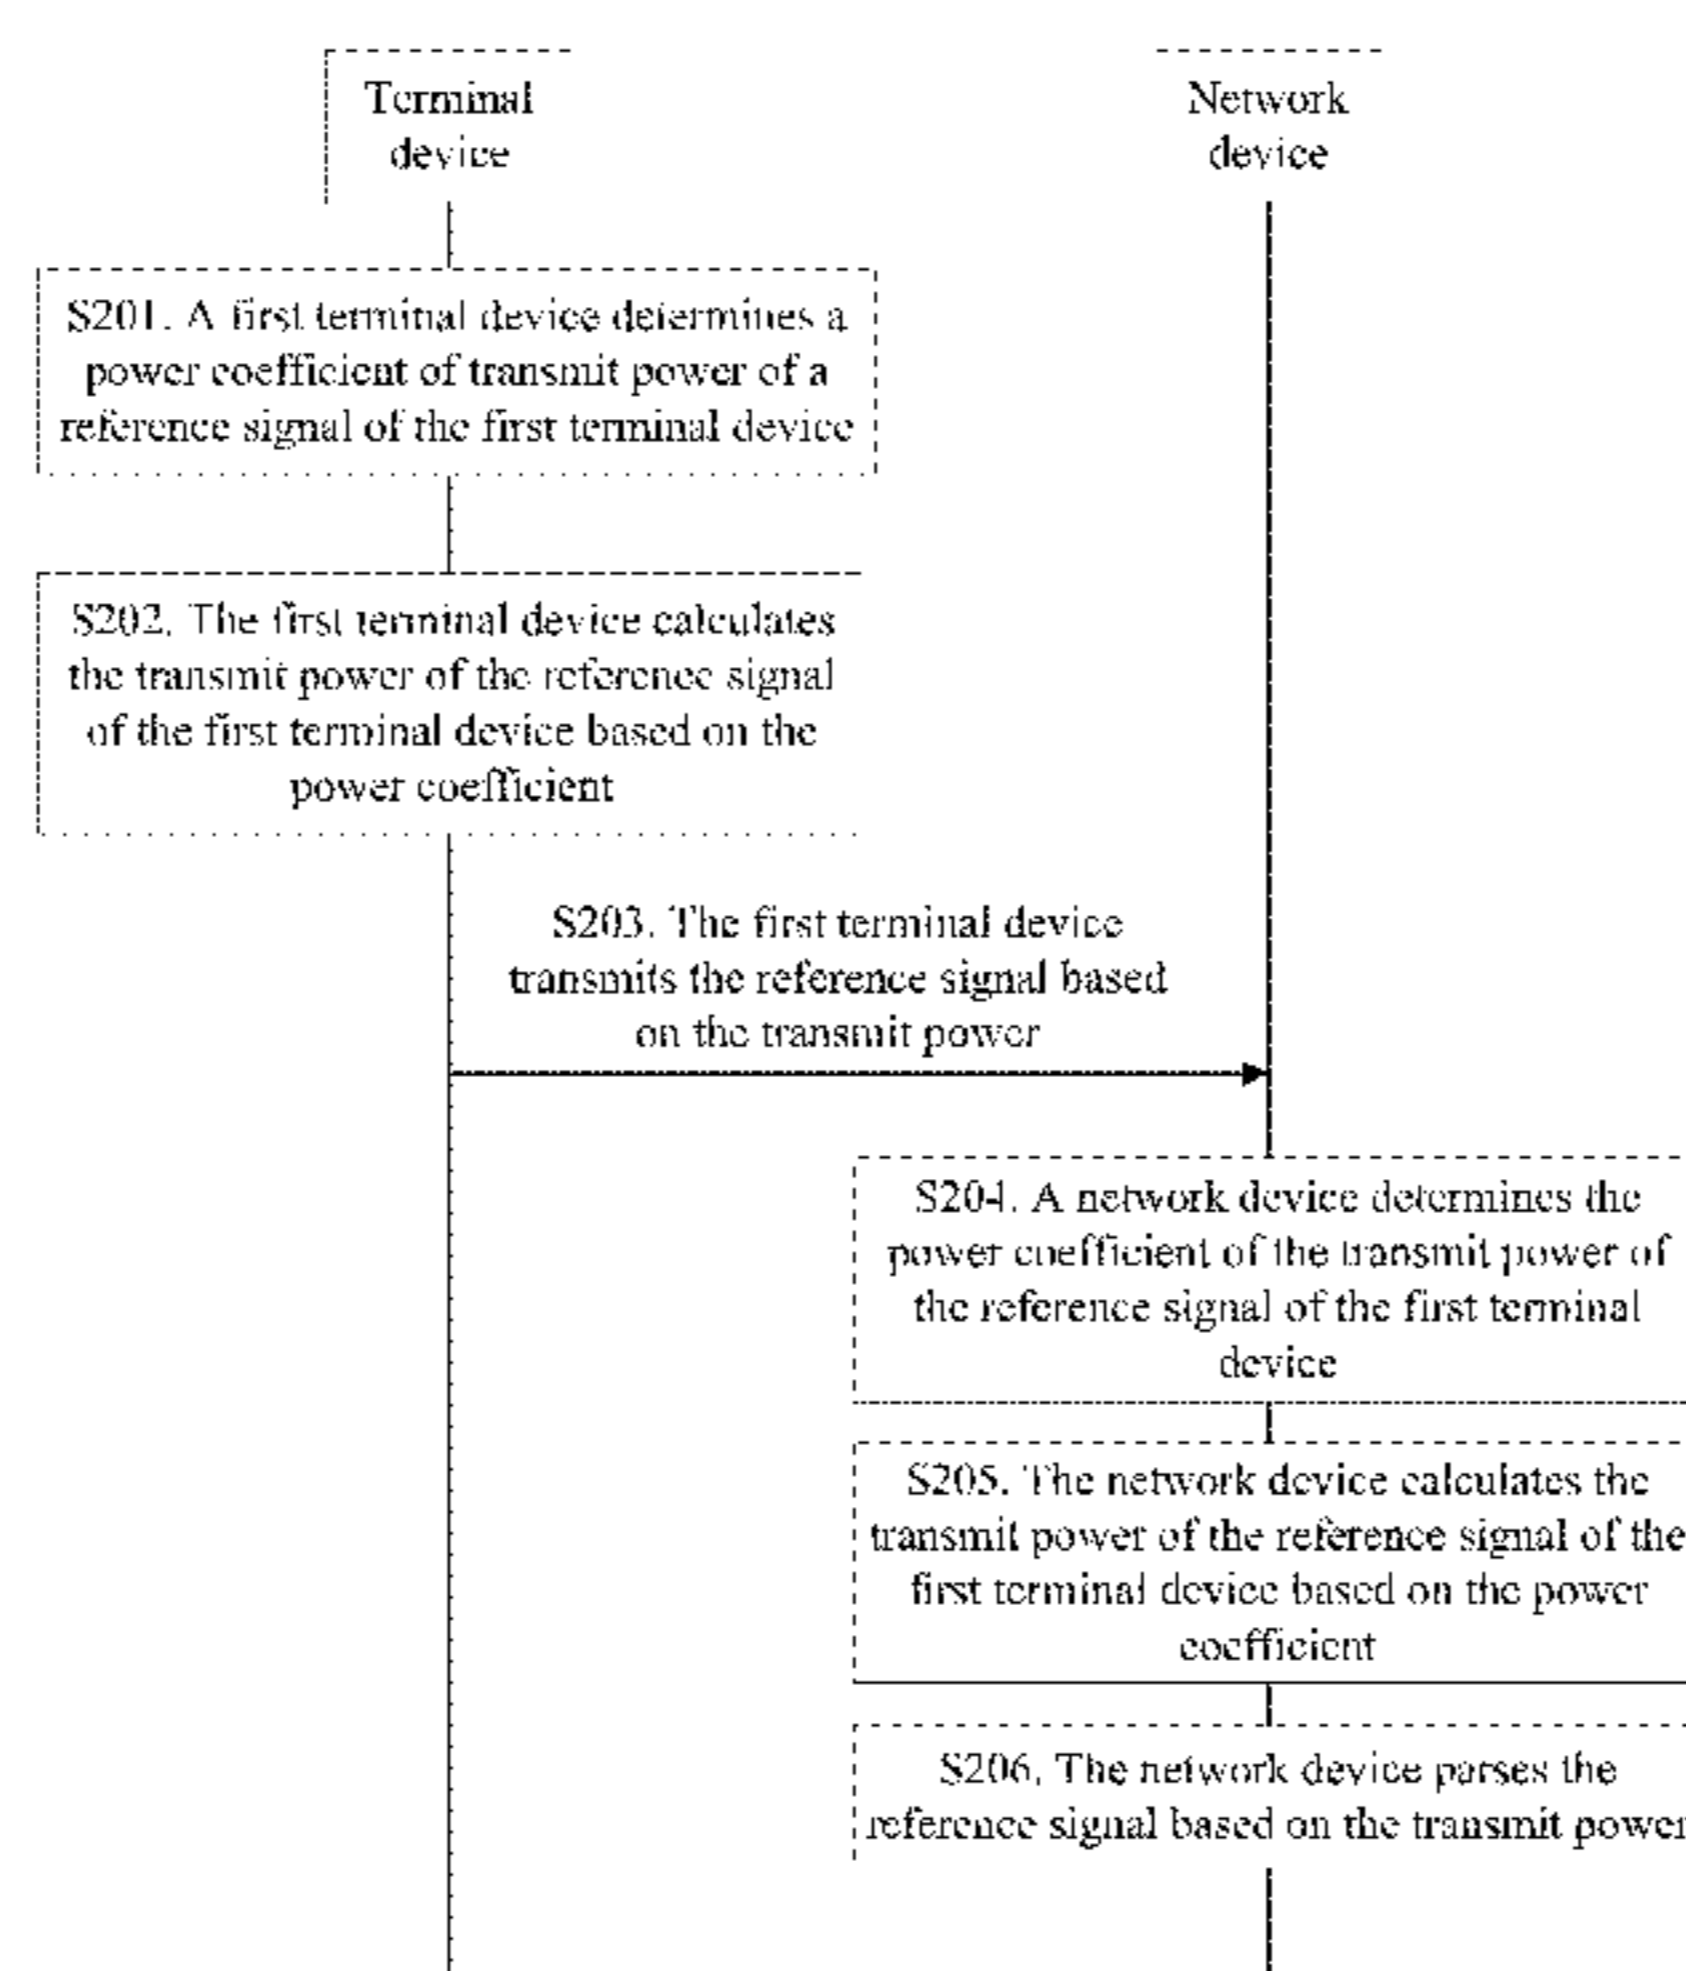 Terminal
device
Network
device
S201. A first terminal device determines a
power coefficient of transmit power of a
reference signal of the first terminal device
S202. The first terminal device calculates
the transmit power of the reference signal
of the first terminal device based on the
power coefficient
S203. The first terminal device
transmits the reference signal based
on the transmit power
S204. A network device determines the
power coefficient of the transmit power of
the reference signal of the first terminal
device
S205. The network device calculates the
transmit power of the reference signal of the
first terminal device based on the power
coefficient
S206. The network device parses the
reference signal based on the transmit power